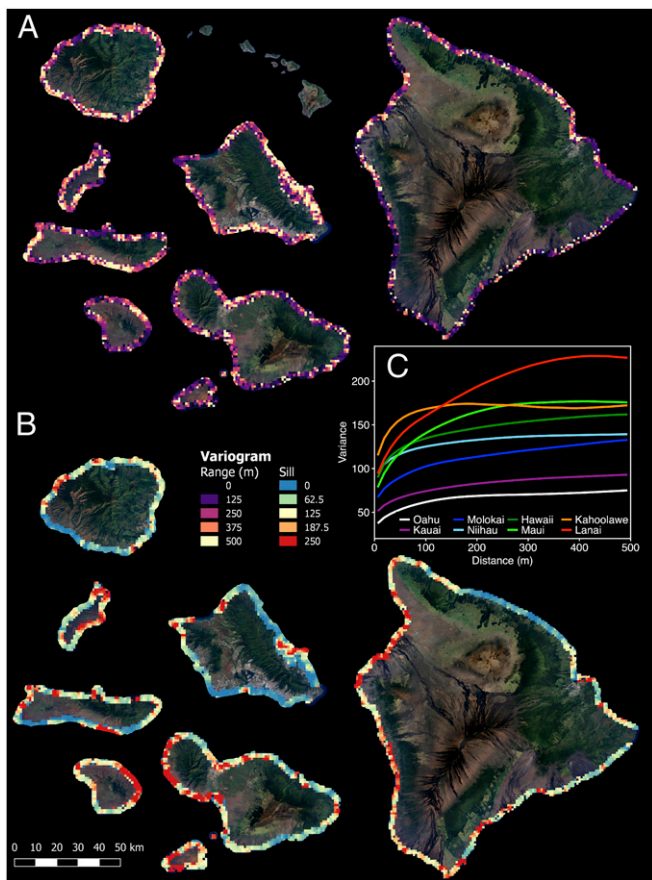 A
C
Variance
200
150
100
50
Oahu Molokai Hawaii Kahoolawe
Kauai Niihau Maui Lanai
0 100 200 300 400 500
Distance (m)
B
Variogram
Range (m) Sill
0 0
125 62.5
250 125
375 187.5
500 250
0 10 20 30 40 50 km